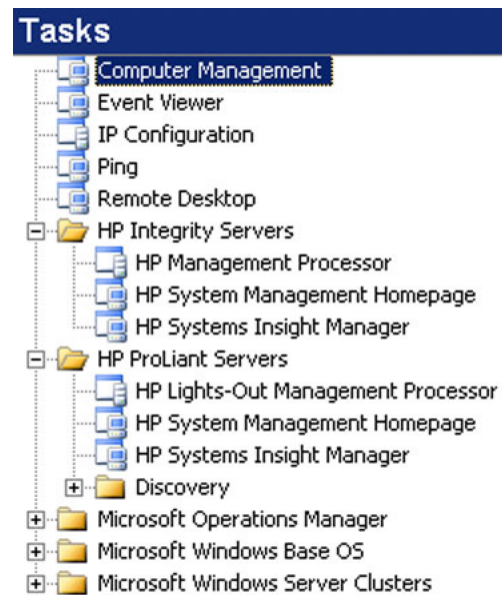 Tasks
Computer Management
Event Viewer
IP Configuration
Ping
Remote Desktop
HP Integrity Servers
HP Management Processor
HP System Management Homepage
HP Systems Insight Manager
HP ProLiant Servers
HP Lights-Out Management Processor
HP System Management Homepage
HP Systems Insight Manager
Discovery
Microsoft Operations Manager
Microsoft Windows Base OS
Microsoft Windows Server Clusters